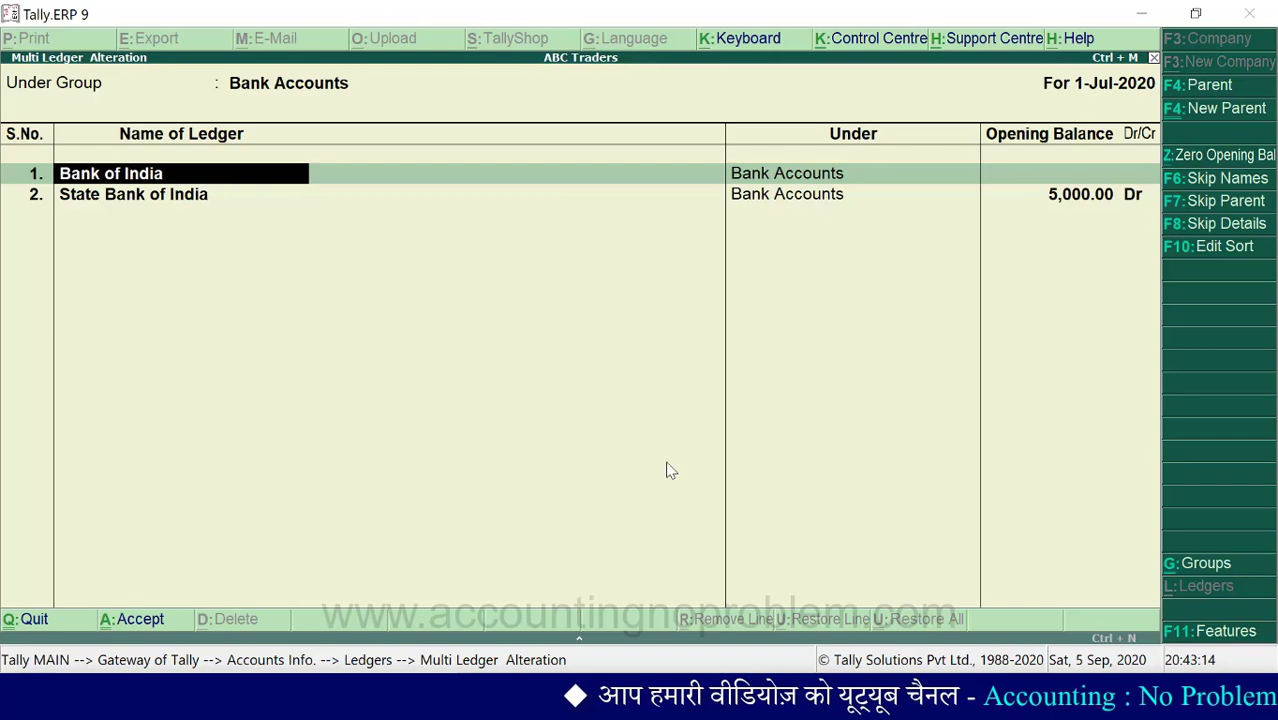 Tally.ERP 9
P: Print E: Export M: E-Mail O: Upload S: TallyShop G: Language K: Keyboard K: Control Centre H: Support Centre H: Help
F3: Company
Multi Ledger Alteration ABC Traders Ctrl + M
F3: New Company
Under Group : Bank Accounts For 1-Jul-2020
F4: Parent
F4: New Parent
S.No. Name of Ledger Under Opening Balance Dr/Cr
Z: Zero Opening Bal
1. Bank of India Bank Accounts
F6: Skip Names
2. State Bank of India Bank Accounts 5,000.00 Dr
F7: Skip Parent
F8: Skip Details
F10: Edit Sort
G: Groups
L: Ledgers
www.accountingnoproblem.com
Q: Quit A: Accept D: Delete R: Remove Line U: Restore Line U: Restore All
F11: Features
Ctrl + N
Tally MAIN --> Gateway of Tally --> Accounts Info. --> Ledgers --> Multi Ledger Alteration © Tally Solutions Pvt Ltd., 1988-2020 Sat, 5 Sep, 2020 20:43:14
◆ आप हमारी वीडियोज़ को यूट्यूब चैनल - Accounting : No Problem